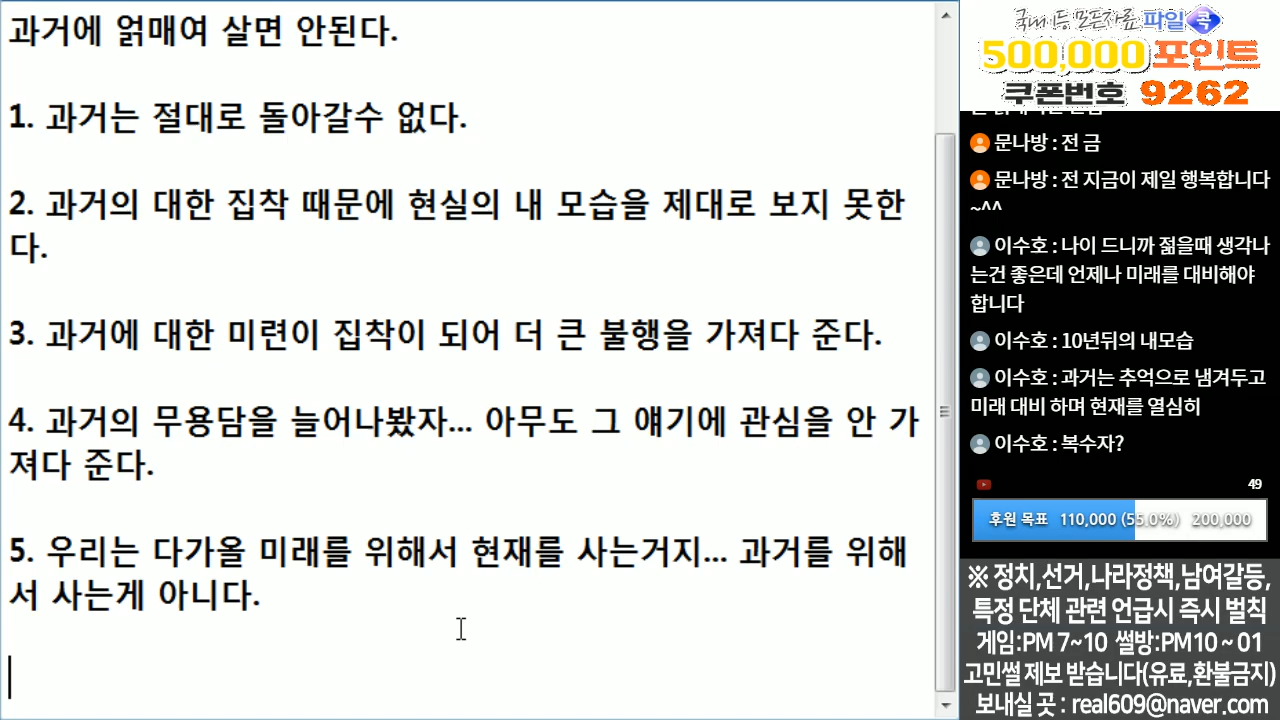 과거에 얽매여 살면 안된다.
1. 과거는 절대로 돌아갈수 없다.
2. 과거의 대한 집착 때문에 현실의 내 모습을 제대로 보지 못한
다.
3. 과거에 대한 미련이 집착이 되어 더 큰 불행을 가져다 준다.
4. 과거의 무용담을 늘어나봤자... 아무도 그 얘기에 관심을 안 가
져다 준다.
5. 우리는 다가올 미래를 위해서 현재를 사는거지... 과거를 위해
서 사는게 아니다.
국내 1등 모든자료 파일콕
500,000 포인트
쿠폰번호 9262
문나방 : 전 금
문나방 : 전 지금이 제일 행복합니다
~^^
이수호 : 나이 드니까 젊을때 생각나
는건 좋은데 언제나 미래를 대비해야
합니다
이수호 : 10년뒤의 내모습
이수호 : 과거는 추억으로 냄겨두고
미래 대비 하며 현재를 열심히
이수호 : 복수자?
49
후원 목표 110,000 (55.0%) 200,000
※ 정치,선거,나라정책,남여갈등,
특정 단체 관련 언급시 즉시 벌칙
게임:PM 7~10 썰방:PM10 ~ 01
고민썰 제보 받습니다(유료,환불금지)
보내실 곳 : real609@naver.com